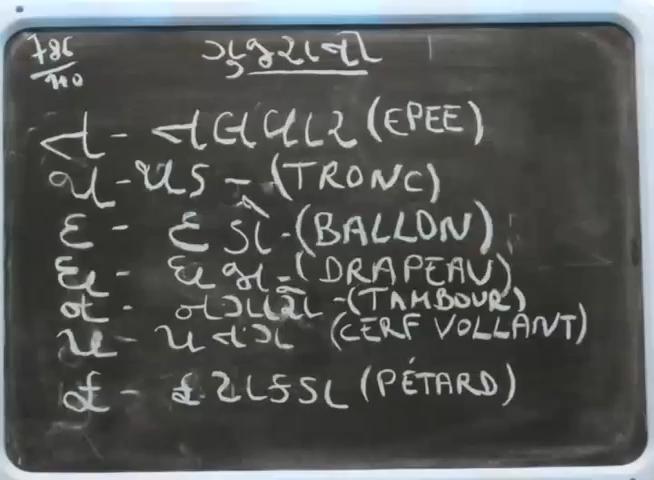 786 ગુજરાતી
110
ત - તલવાર (EPEE)
થ - થડ - (TRONC)
દ - દડો - (BALLON)
ધ - ધજા - (DRAPEAU)
ન - નગારૂં - (TAMBOUR)
પ - પતંગ (CERF VOLLANT)
ફ - ફટાકડા (PÉTARD)